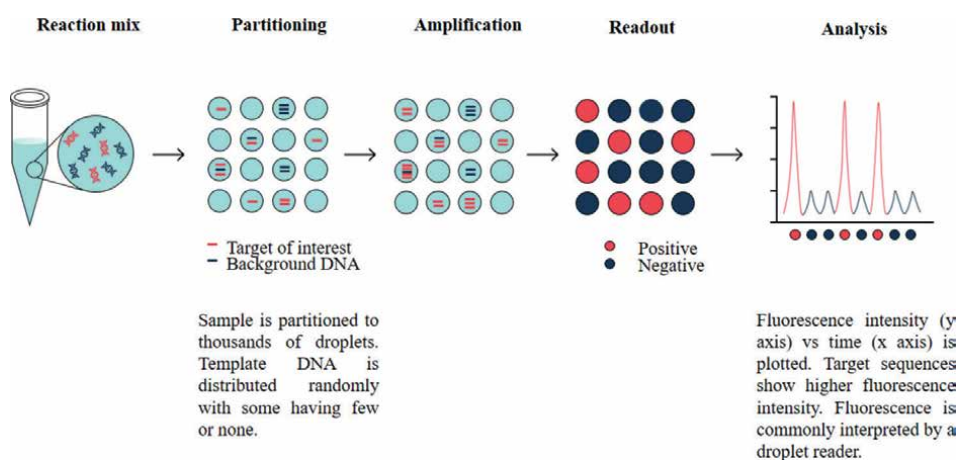 Reaction mix
Partitioning
Amplification
Readout
Analysis
Target of interest
Background DNA
Positive
Negative
Sample is partitioned to
thousands of droplets.
Template DNA is
distributed randomly
with some having few
or none.
Fluorescence intensity (y
axis) vs time (x axis) is
plotted. Target sequences
show higher fluorescence
intensity. Fluorescence is
commonly interpreted by a
droplet reader.